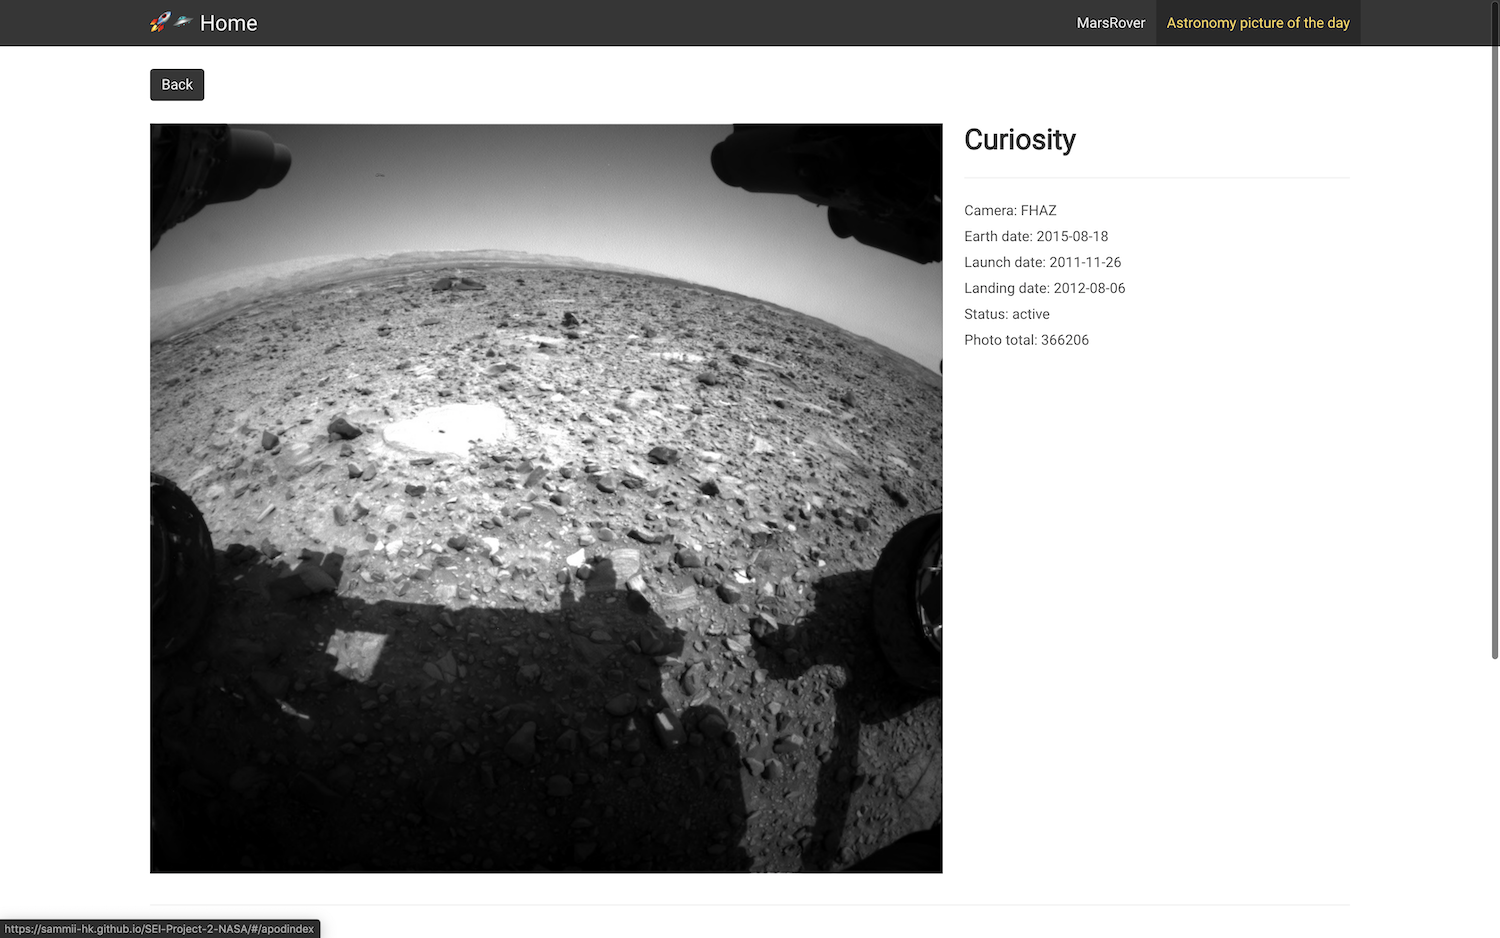 Home
MarsRover
Astronomy picture of the day
Back
Curiosity
Camera: FHAZ
Earth date: 2015-08-18
Launch date: 2011-11-26
Landing date: 2012-08-06
Status: active
Photo total: 366206
https://sammii-hk.github.io/SEI-Project-2-NASA/#/apodindex